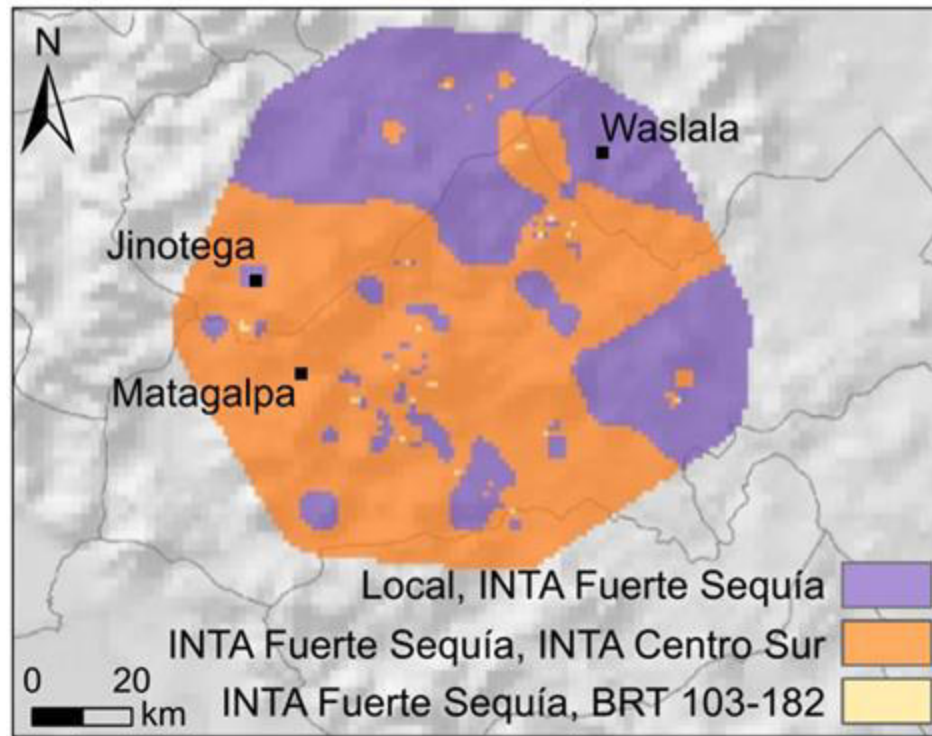 N
Waslala
Jinotega
Matagalpa
Local, INTA Fuerte Sequía
INTA Fuerte Sequía, INTA Centro Sur
INTA Fuerte Sequía, BRT 103-182
0 20
km